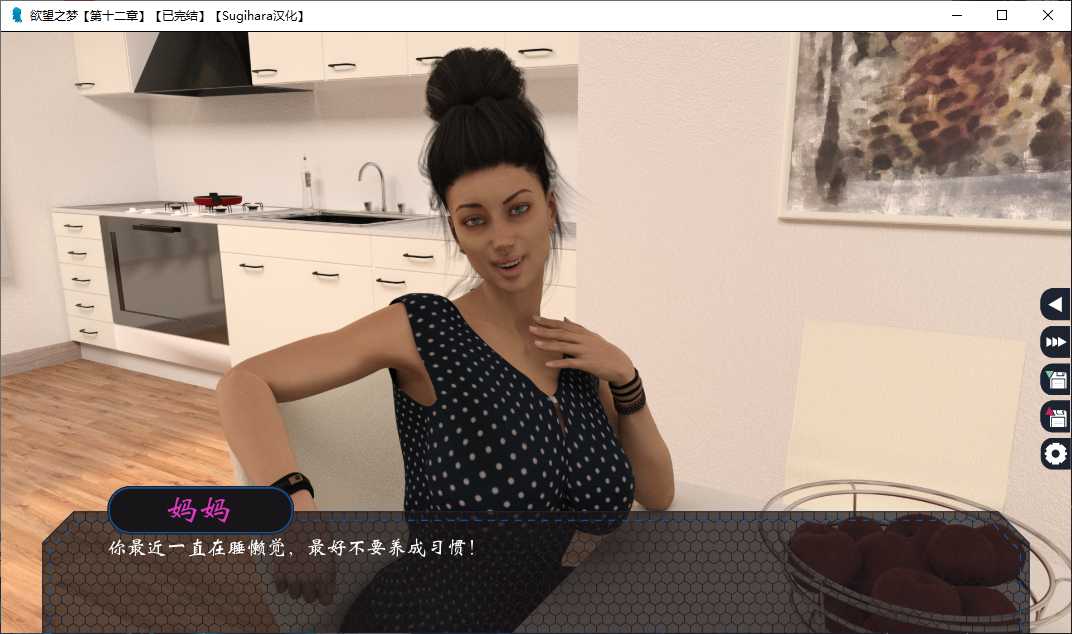 欲望之梦【第十二章】【已完结】【Sugihara汉化】
妈妈
你最近一直在睡懒觉，最好不要养成习惯！